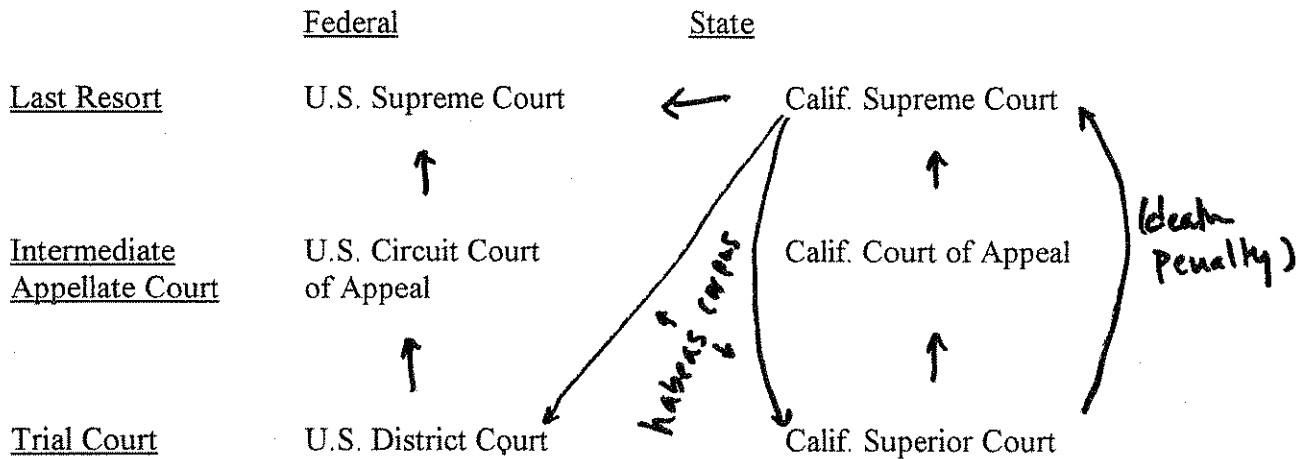 Federal State
Last Resort U.S. Supreme Court Calif. Supreme Court
Intermediate U.S. Circuit Court Calif. Court of Appeal
Appellate Court of Appeal
(death
penalty)
habeas corpus
Trial Court U.S. District Court Calif. Superior Court